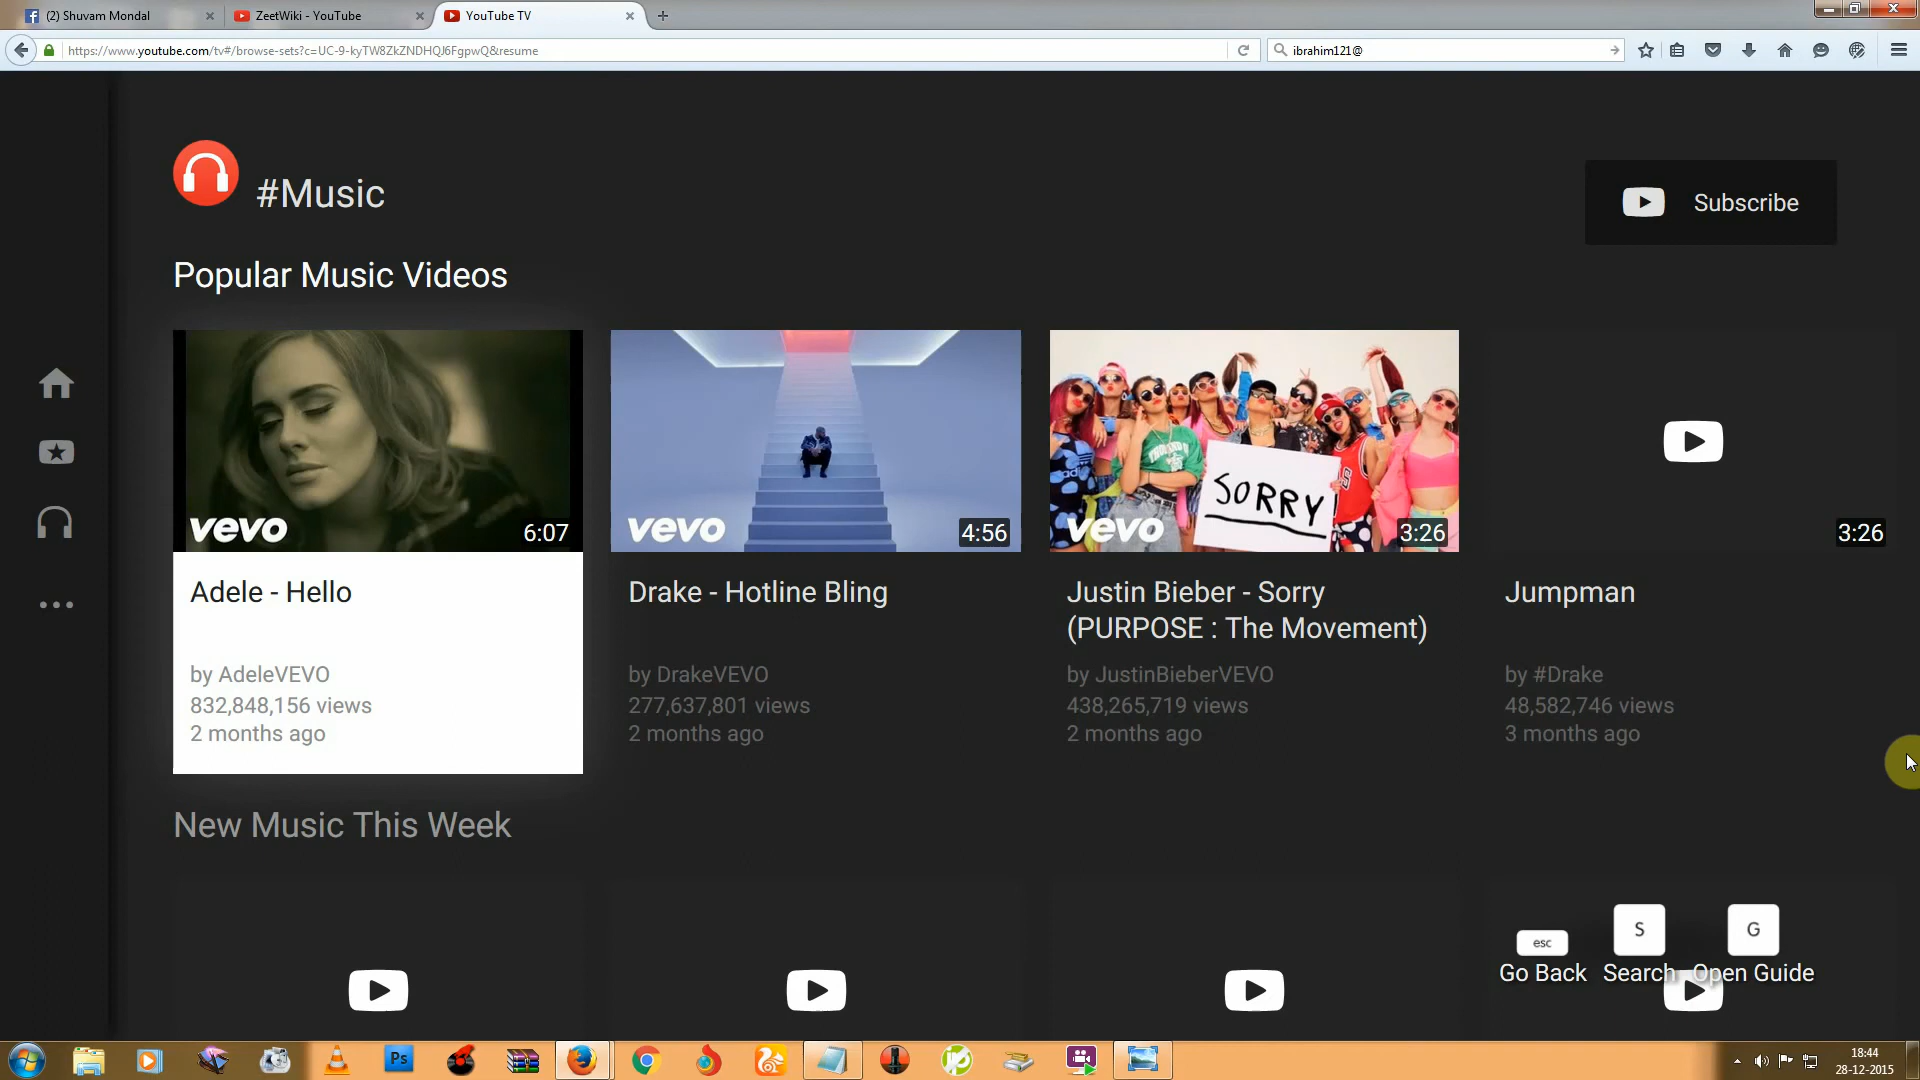 (2) Shuvam Mondal
ZeetWiki - YouTube
YouTube TV
https://www.youtube.com/tv#/browse-sets?c=UC-9-kyTW8ZkZNDHQJ6FgpwQ&resume
ibrahim121@
#Music
Subscribe
Popular Music Videos
vevo 6:07
vevo 4:56
SORRY
vevo 3:26
3:26
Adele - Hello
by AdeleVEVO
832,848,156 views
2 months ago
Drake - Hotline Bling
by DrakeVEVO
277,637,801 views
2 months ago
Justin Bieber - Sorry
(PURPOSE : The Movement)
by JustinBieberVEVO
438,265,719 views
2 months ago
Jumpman
by #Drake
48,582,746 views
3 months ago
New Music This Week
esc S G
Go Back Search Open Guide
Ps
18:44
28-12-2015